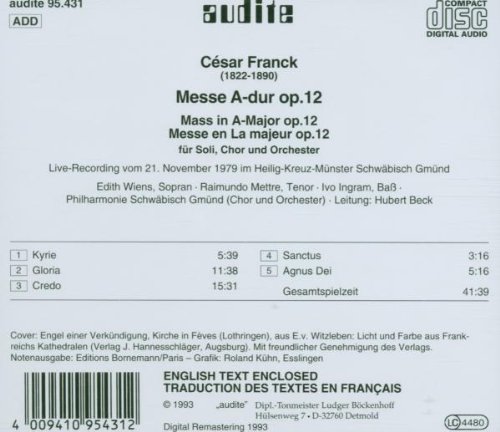 audite 95.431
ADD
audite
COMPACT
disc
DIGITAL AUDIO
César Franck
(1822-1890)
Messe A-dur op.12
Mass in A-Major op.12
Messe en La majeur op.12
für Soli, Chor und Orchester
Live-Recording vom 21. November 1979 im Heilig-Kreuz-Münster Schwäbisch Gmünd
Edith Wiens, Sopran · Raimundo Mettre, Tenor · Ivo Ingram, Baß ·
Philharmonie Schwäbisch Gmünd (Chor und Orchester) · Leitung: Hubert Beck
1 Kyrie 5:39
2 Gloria 11:38
3 Credo 15:31
4 Sanctus 3:16
5 Agnus Dei 5:16
Gesamtspielzeit 41:39
Cover: Engel einer Verkündigung, Kirche in Fèves (Lothringen), aus E.v. Witzleben: Licht und Farbe aus Frank-
reichs Kathedralen (Verlag J. Hannesschläger, Augsburg). Mit freundlicher Genehmigung des Verlags.
Notenausgabe: Editions Bornemann/Paris – Grafik: Roland Kühn, Esslingen
ENGLISH TEXT ENCLOSED
TRADUCTION DES TEXTES EN FRANÇAIS
© 1993 „audite" Dipl.-Tonmeister Ludger Böckenhoff
Hülsenweg 7 · D-32760 Detmold
Digital Remastering 1993
LC 4480
4 009410 954312